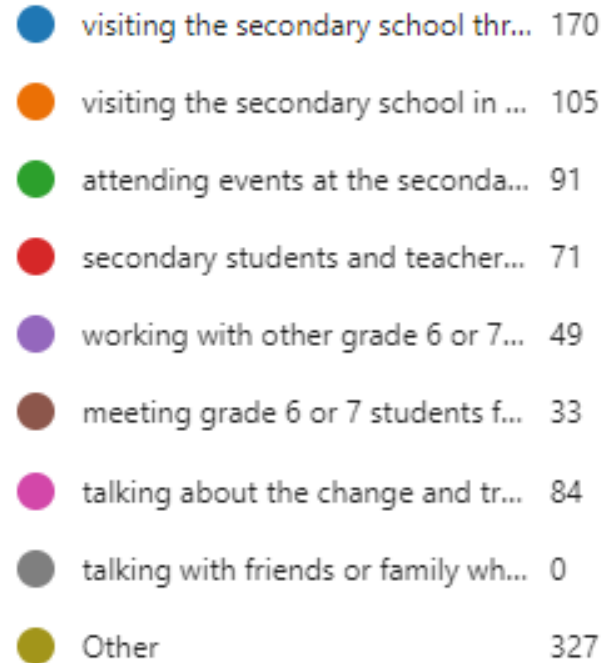 visiting the secondary school thr... 170
visiting the secondary school in ... 105
attending events at the seconda... 91
secondary students and teacher... 71
working with other grade 6 or 7... 49
meeting grade 6 or 7 students f... 33
talking about the change and tr... 84
talking with friends or family wh... 0
Other 327